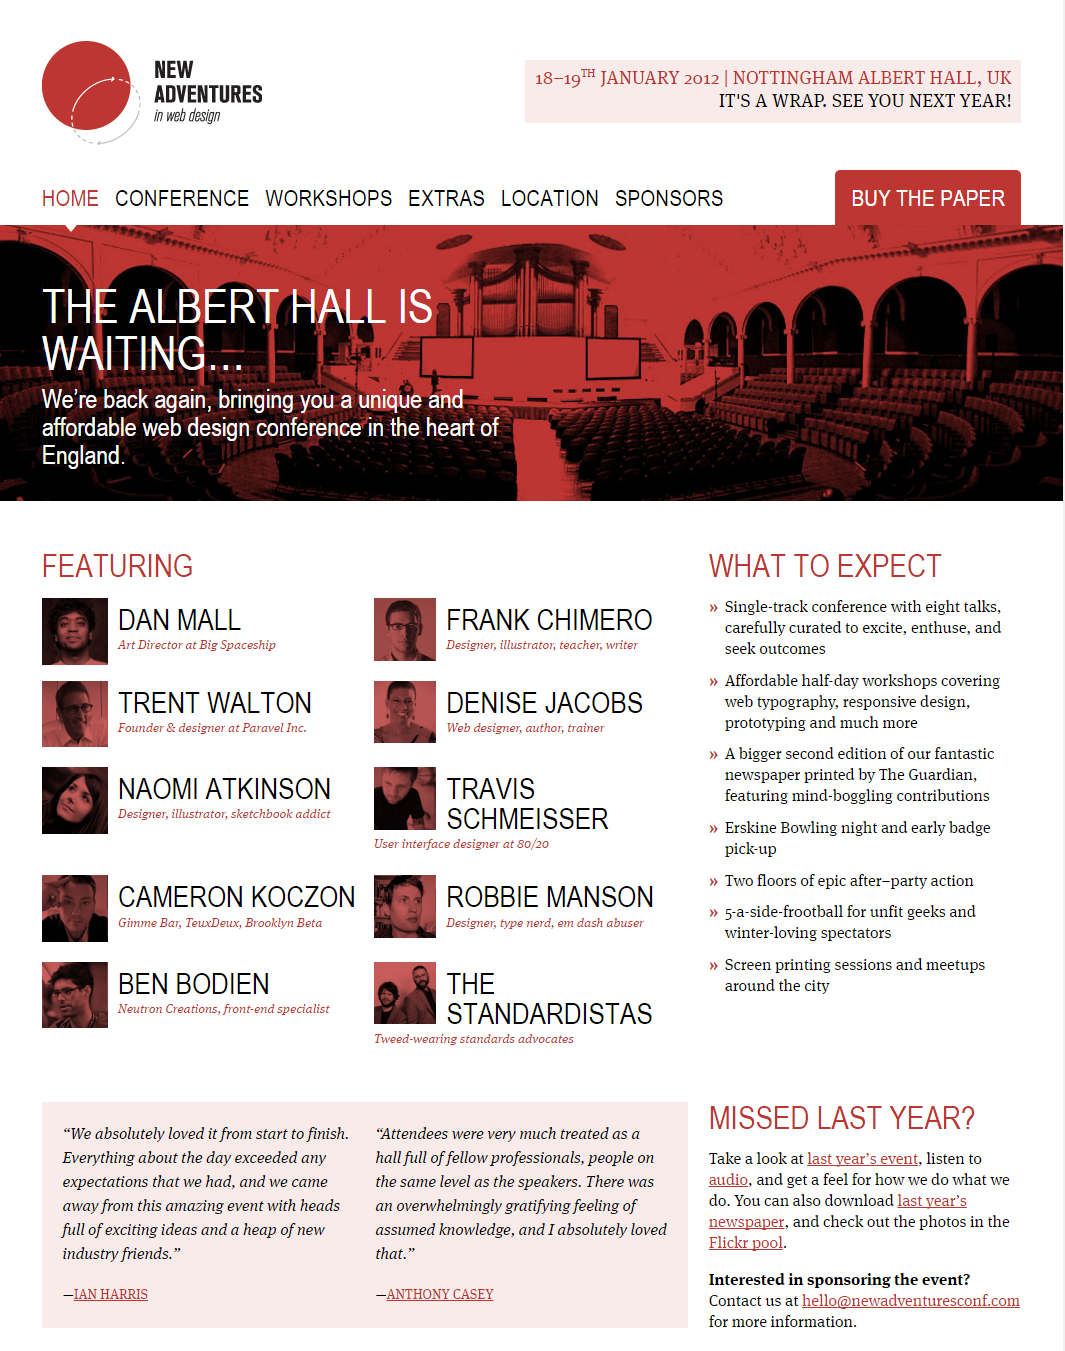 NEW
ADVENTURES
in web design
18–19TH JANUARY 2012 | NOTTINGHAM ALBERT HALL, UK
IT'S A WRAP. SEE YOU NEXT YEAR!
HOME CONFERENCE WORKSHOPS EXTRAS LOCATION SPONSORS
BUY THE PAPER
THE ALBERT HALL IS
WAITING...
We’re back again, bringing you a unique and
affordable web design conference in the heart of
England.
FEATURING
DAN MALL
Art Director at Big Spaceship
FRANK CHIMERO
Designer, illustrator, teacher, writer
TRENT WALTON
Founder & designer at Paravel Inc.
DENISE JACOBS
Web designer, author, trainer
NAOMI ATKINSON
Designer, illustrator, sketchbook addict
TRAVIS
SCHMEISSER
User interface designer at 80/20
CAMERON KOCZON
Gimme Bar, TeuxDeux, Brooklyn Beta
ROBBIE MANSON
Designer, type nerd, em dash abuser
BEN BODIEN
Neutron Creations, front-end specialist
THE
STANDARDISTAS
Tweed-wearing standards advocates
WHAT TO EXPECT
» Single-track conference with eight talks,
carefully curated to excite, enthuse, and
seek outcomes
» Affordable half-day workshops covering
web typography, responsive design,
prototyping and much more
» A bigger second edition of our fantastic
newspaper printed by The Guardian,
featuring mind-boggling contributions
» Erskine Bowling night and early badge
pick-up
» Two floors of epic after–party action
» 5-a-side-frootball for unfit geeks and
winter-loving spectators
» Screen printing sessions and meetups
around the city
“We absolutely loved it from start to finish.
Everything about the day exceeded any
expectations that we had, and we came
away from this amazing event with heads
full of exciting ideas and a heap of new
industry friends.”
—IAN HARRIS
“Attendees were very much treated as a
hall full of fellow professionals, people on
the same level as the speakers. There was
an overwhelmingly gratifying feeling of
assumed knowledge, and I absolutely loved
that.”
—ANTHONY CASEY
MISSED LAST YEAR?
Take a look at last year’s event, listen to
audio, and get a feel for how we do what we
do. You can also download last year’s
newspaper, and check out the photos in the
Flickr pool.
Interested in sponsoring the event?
Contact us at hello@newadventuresconf.com
for more information.